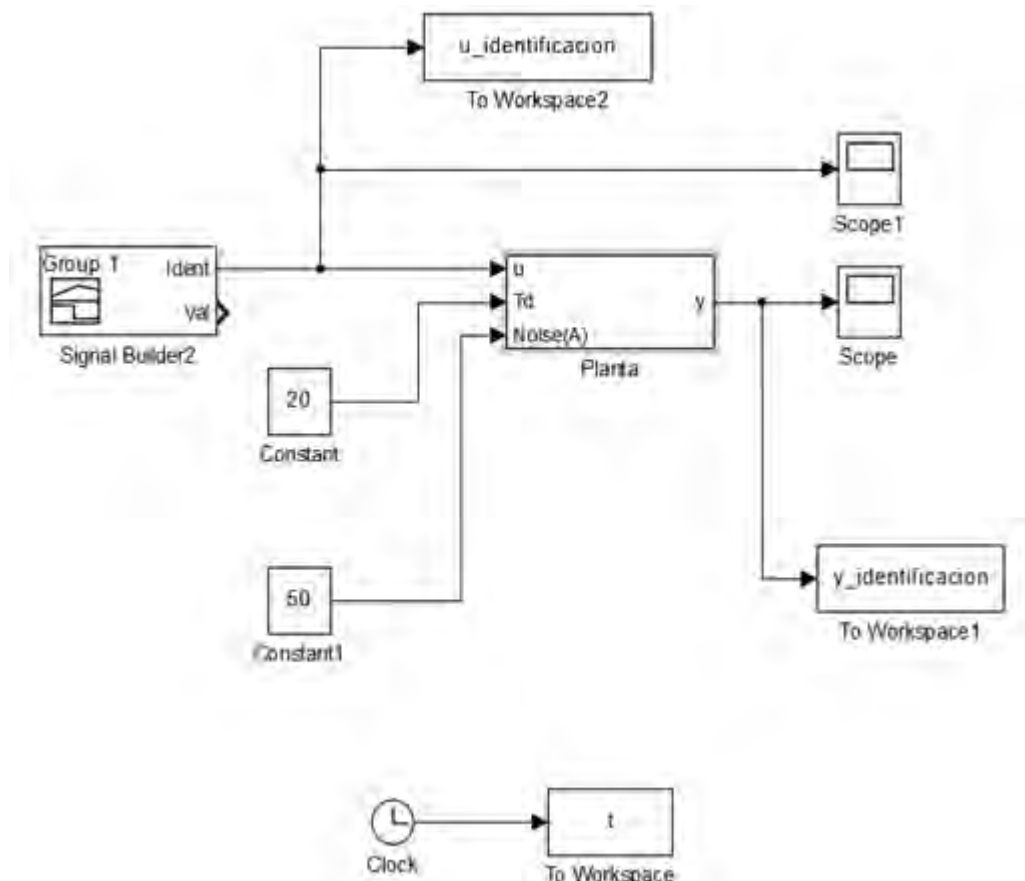 u_identificacion
To Workspace2
Scope1
Group 1
Ident
Val
Signal Builder2
u
Td
Noise(A)
y
Planta
Scope
20
Constant
50
Constant1
y_identificacion
To Workspace1
Clock
t
To Workspace